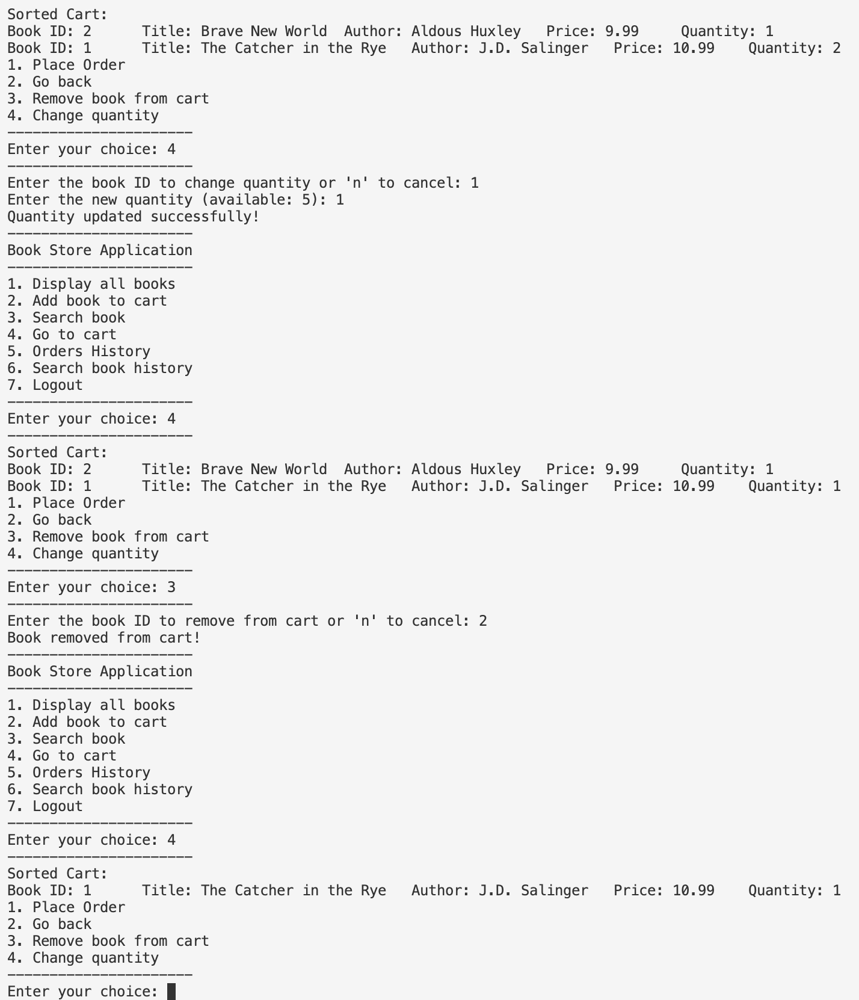 Sorted Cart:
Book ID: 2      Title: Brave New World  Author: Aldous Huxley   Price: 9.99     Quantity: 1
Book ID: 1      Title: The Catcher in the Rye   Author: J.D. Salinger   Price: 10.99    Quantity: 2
1. Place Order
2. Go back
3. Remove book from cart
4. Change quantity
----------------------
Enter your choice: 4
----------------------
Enter the book ID to change quantity or 'n' to cancel: 1
Enter the new quantity (available: 5): 1
Quantity updated successfully!
----------------------
Book Store Application
----------------------
1. Display all books
2. Add book to cart
3. Search book
4. Go to cart
5. Orders History
6. Search book history
7. Logout
----------------------
Enter your choice: 4
----------------------
Sorted Cart:
Book ID: 2      Title: Brave New World  Author: Aldous Huxley   Price: 9.99     Quantity: 1
Book ID: 1      Title: The Catcher in the Rye   Author: J.D. Salinger   Price: 10.99    Quantity: 1
1. Place Order
2. Go back
3. Remove book from cart
4. Change quantity
----------------------
Enter your choice: 3
----------------------
Enter the book ID to remove from cart or 'n' to cancel: 2
Book removed from cart!
----------------------
Book Store Application
----------------------
1. Display all books
2. Add book to cart
3. Search book
4. Go to cart
5. Orders History
6. Search book history
7. Logout
----------------------
Enter your choice: 4
----------------------
Sorted Cart:
Book ID: 1      Title: The Catcher in the Rye   Author: J.D. Salinger   Price: 10.99    Quantity: 1
1. Place Order
2. Go back
3. Remove book from cart
4. Change quantity
----------------------
Enter your choice: